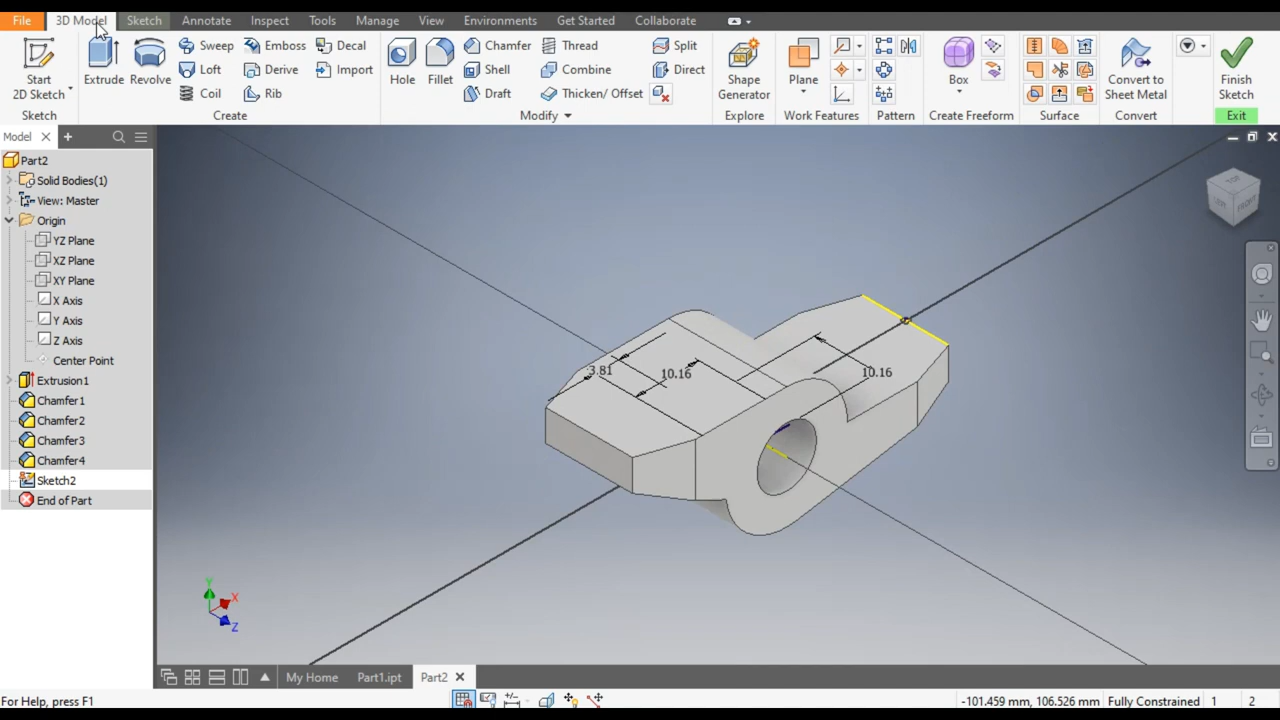 File 3D Model Sketch Annotate Inspect Tools Manage View Environments Get Started Collaborate
Start 2D Sketch Extrude Revolve Sweep Emboss Decal Hole Fillet Chamfer Thread Split Shape Generator Plane Box Convert to Sheet Metal Finish Sketch
Loft Derive Import Shell Combine Direct
Coil Rib Draft Thicken/ Offset
Sketch Create Modify Explore Work Features Pattern Create Freeform Surface Convert Exit
Model
Part2
Solid Bodies(1)
View: Master
Origin
YZ Plane
XZ Plane
XY Plane
X Axis
Y Axis
Z Axis
Center Point
Extrusion1
Chamfer1
Chamfer2
Chamfer3
Chamfer4
Sketch2
End of Part
TOP
LEFT FRONT
3.81 10.16 10.16
Y
X
Z
My Home Part1.ipt Part2
For Help, press F1 -101.459 mm, 106.526 mm Fully Constrained 1 2